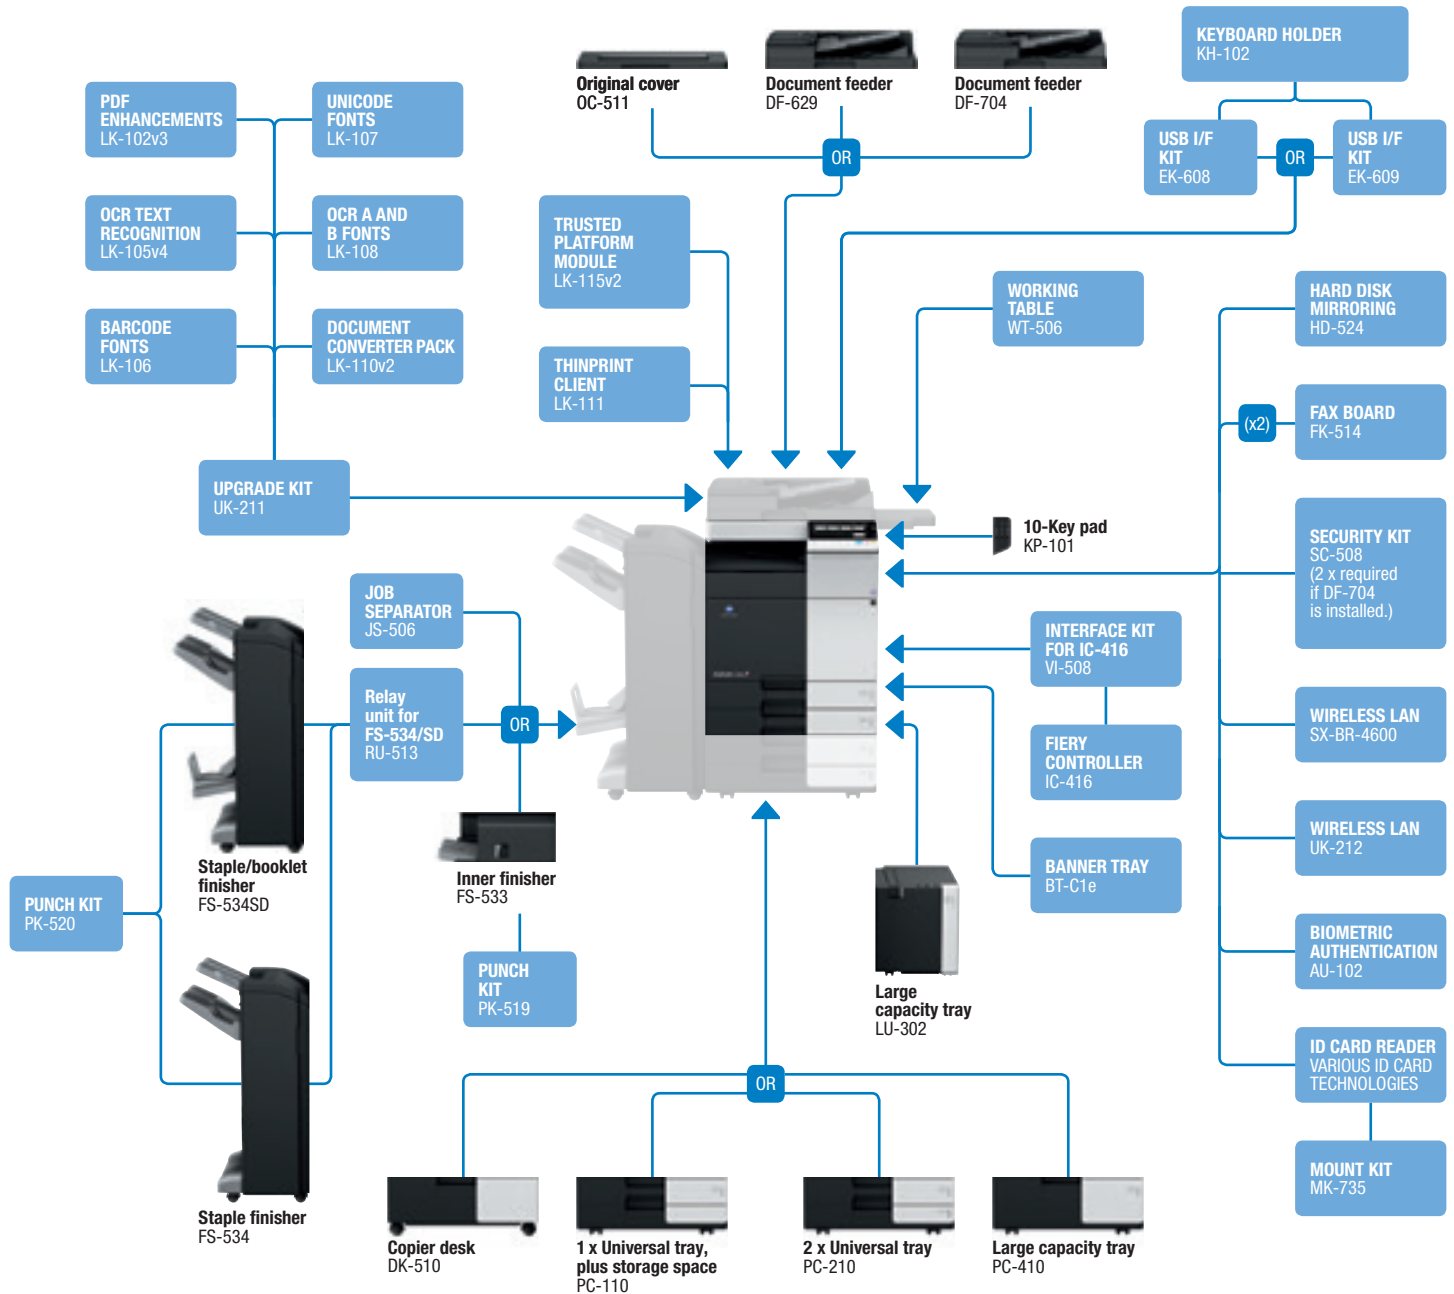 Original cover
OC-511
Document feeder
DF-629
Document feeder
DF-704
KEYBOARD HOLDER
KH-102
USB I/F
KIT
EK-608
OR
USB I/F
KIT
EK-609
OR
PDF
ENHANCEMENTS
LK-102v3
UNICODE
FONTS
LK-107
OCR TEXT
RECOGNITION
LK-105v4
OCR A AND
B FONTS
LK-108
BARCODE
FONTS
LK-106
DOCUMENT
CONVERTER PACK
LK-110v2
UPGRADE KIT
UK-211
TRUSTED
PLATFORM
MODULE
LK-115v2
THINPRINT
CLIENT
LK-111
WORKING
TABLE
WT-506
HARD DISK
MIRRORING
HD-524
(x2)
FAX BOARD
FK-514
10-Key pad
KP-101
SECURITY KIT
SC-508
(2 x required
if DF-704
is installed.)
JOB
SEPARATOR
JS-506
Relay
unit for
FS-534/SD
RU-513
OR
INTERFACE KIT
FOR IC-416
VI-508
FIERY
CONTROLLER
IC-416
WIRELESS LAN
SX-BR-4600
WIRELESS LAN
UK-212
BANNER TRAY
BT-C1e
Staple/booklet
finisher
FS-534SD
PUNCH KIT
PK-520
Inner finisher
FS-533
PUNCH
KIT
PK-519
Large
capacity tray
LU-302
BIOMETRIC
AUTHENTICATION
AU-102
ID CARD READER
VARIOUS ID CARD
TECHNOLOGIES
MOUNT KIT
MK-735
OR
Staple finisher
FS-534
Copier desk
DK-510
1 x Universal tray,
plus storage space
PC-110
2 x Universal tray
PC-210
Large capacity tray
PC-410